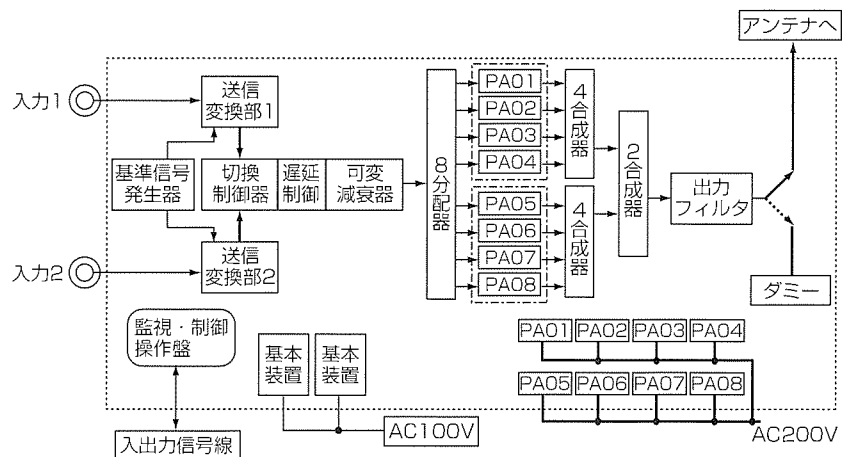 アンテナへ
入力1
送信
変換部1
基準信号
発生器
切換
制御器
遅延
制御
可変
減衰器
入力2
送信
変換部2
8分配器
PA01
PA02
PA03
PA04
PA05
PA06
PA07
PA08
4合成器
4合成器
2合成器
出力
フィルタ
ダミー
監視・制御
操作盤
入出力信号線
基本
装置
基本
装置
AC100V
PA01 PA02 PA03 PA04
PA05 PA06 PA07 PA08
AC200V